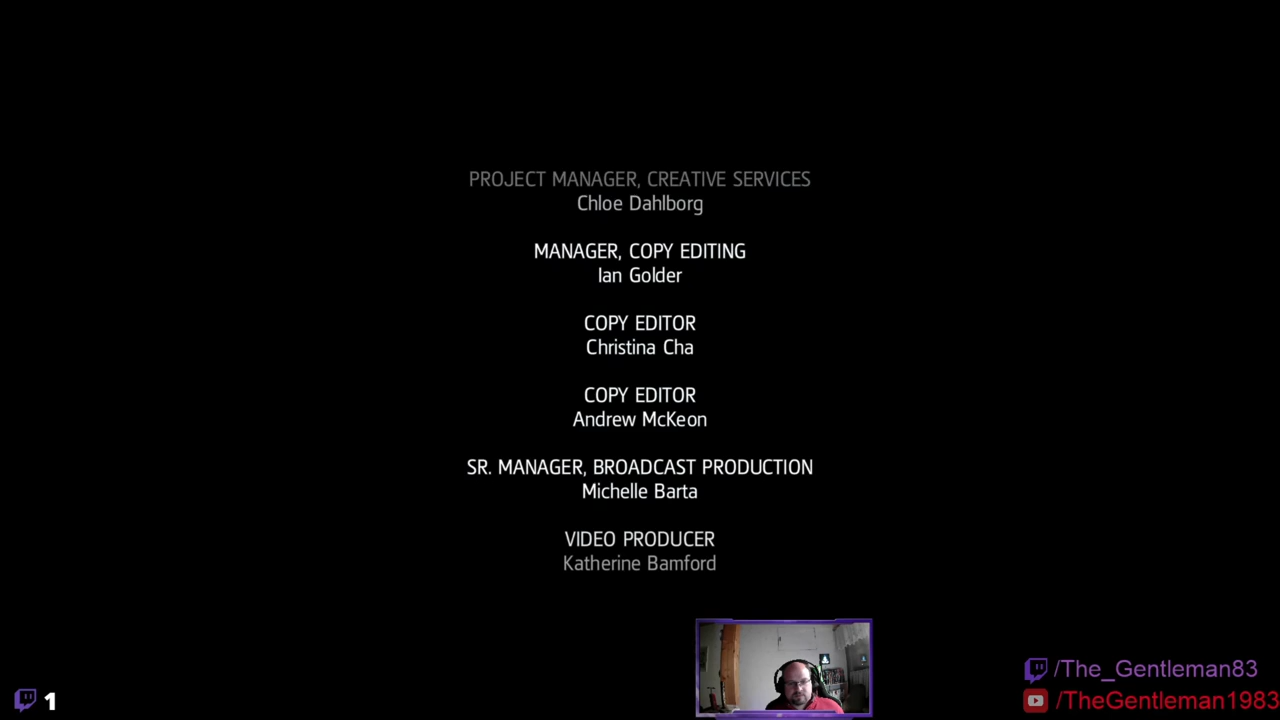 PROJECT MANAGER, CREATIVE SERVICES
Chloe Dahlborg
MANAGER, COPY EDITING
Ian Golder
COPY EDITOR
Christina Cha
COPY EDITOR
Andrew McKeon
SR. MANAGER, BROADCAST PRODUCTION
Michelle Barta
VIDEO PRODUCER
Katherine Bamford
/The_Gentleman83
1
/TheGentleman1983